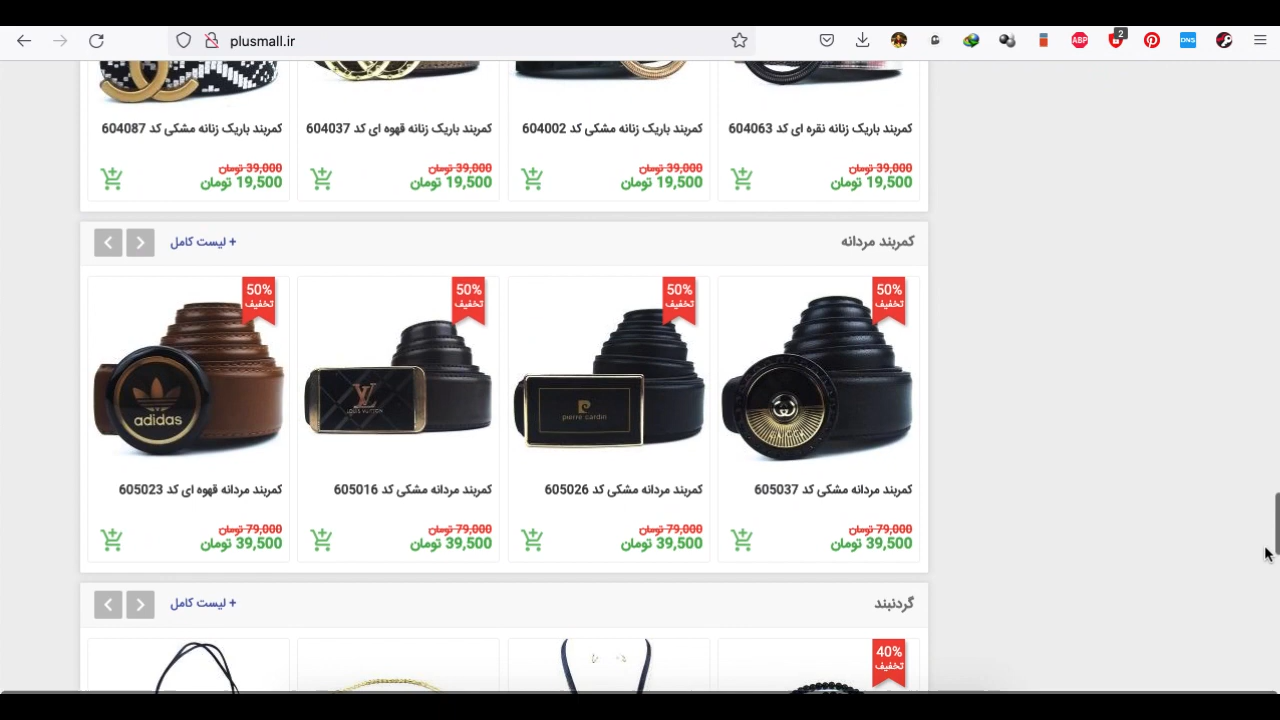 plusmall.ir
ABP
2
DNS
کمربند باریک زنانه نقره ای کد 604063
39,000 تومان
19,500 تومان
کمربند باریک زنانه مشکی کد 604002
39,000 تومان
19,500 تومان
کمربند باریک زنانه قهوه ای کد 604037
39,000 تومان
19,500 تومان
کمربند باریک زنانه مشکی کد 604087
39,000 تومان
19,500 تومان
کمربند مردانه
+ لیست کامل
50%
تخفیف
کمربند مردانه مشکی کد 605037
79,000 تومان
39,500 تومان
50%
تخفیف
pierre cardin
کمربند مردانه مشکی کد 605026
79,000 تومان
39,500 تومان
50%
تخفیف
LV
LOUIS VUITTON
کمربند مردانه مشکی کد 605016
79,000 تومان
39,500 تومان
50%
تخفیف
adidas
کمربند مردانه قهوه ای کد 605023
79,000 تومان
39,500 تومان
گردنبند
+ لیست کامل
40%
تخفیف